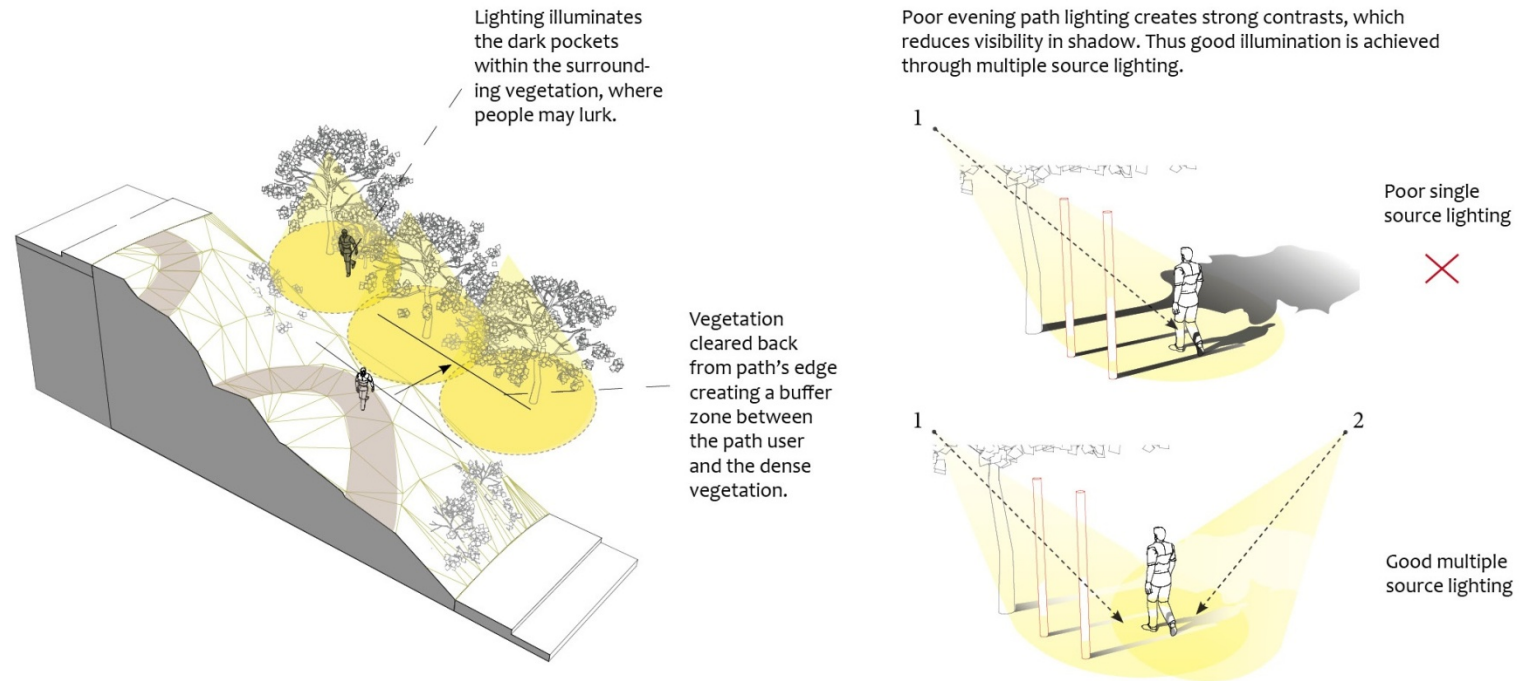 Lighting illuminates
the dark pockets
within the surround-
ing vegetation, where
people may lurk.
Vegetation
cleared back
from path's edge
creating a buffer
zone between
the path user
and the dense
vegetation.
Poor evening path lighting creates strong contrasts, which
reduces visibility in shadow. Thus good illumination is achieved
through multiple source lighting.
1
Poor single
source lighting
1
2
Good multiple
source lighting